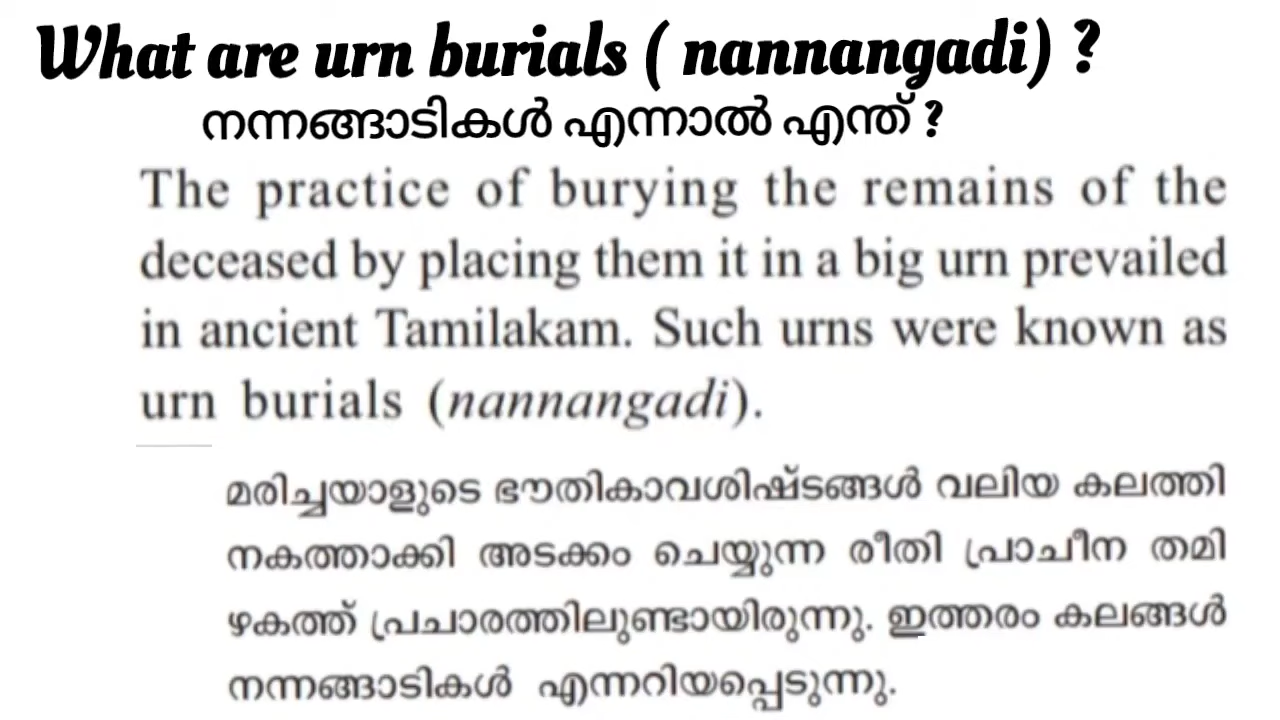 What are urn burials ( nannangadi) ?
നന്നങ്ങാടികൾ എന്നാൽ എന്ത് ?
The practice of burying the remains of the
deceased by placing them it in a big urn prevailed
in ancient Tamilakam. Such urns were known as
urn burials (nannangadi).
മരിച്ചയാളുടെ ഭൗതികാവശിഷ്ടങ്ങൾ വലിയ കലത്തി
നകത്താക്കി അടക്കം ചെയ്യുന്ന രീതി പ്രാചീന തമി
ഴകത്ത് പ്രചാരത്തിലുണ്ടായിരുന്നു. ഇത്തരം കലങ്ങൾ
നന്നങ്ങാടികൾ എന്നറിയപ്പെടുന്നു.